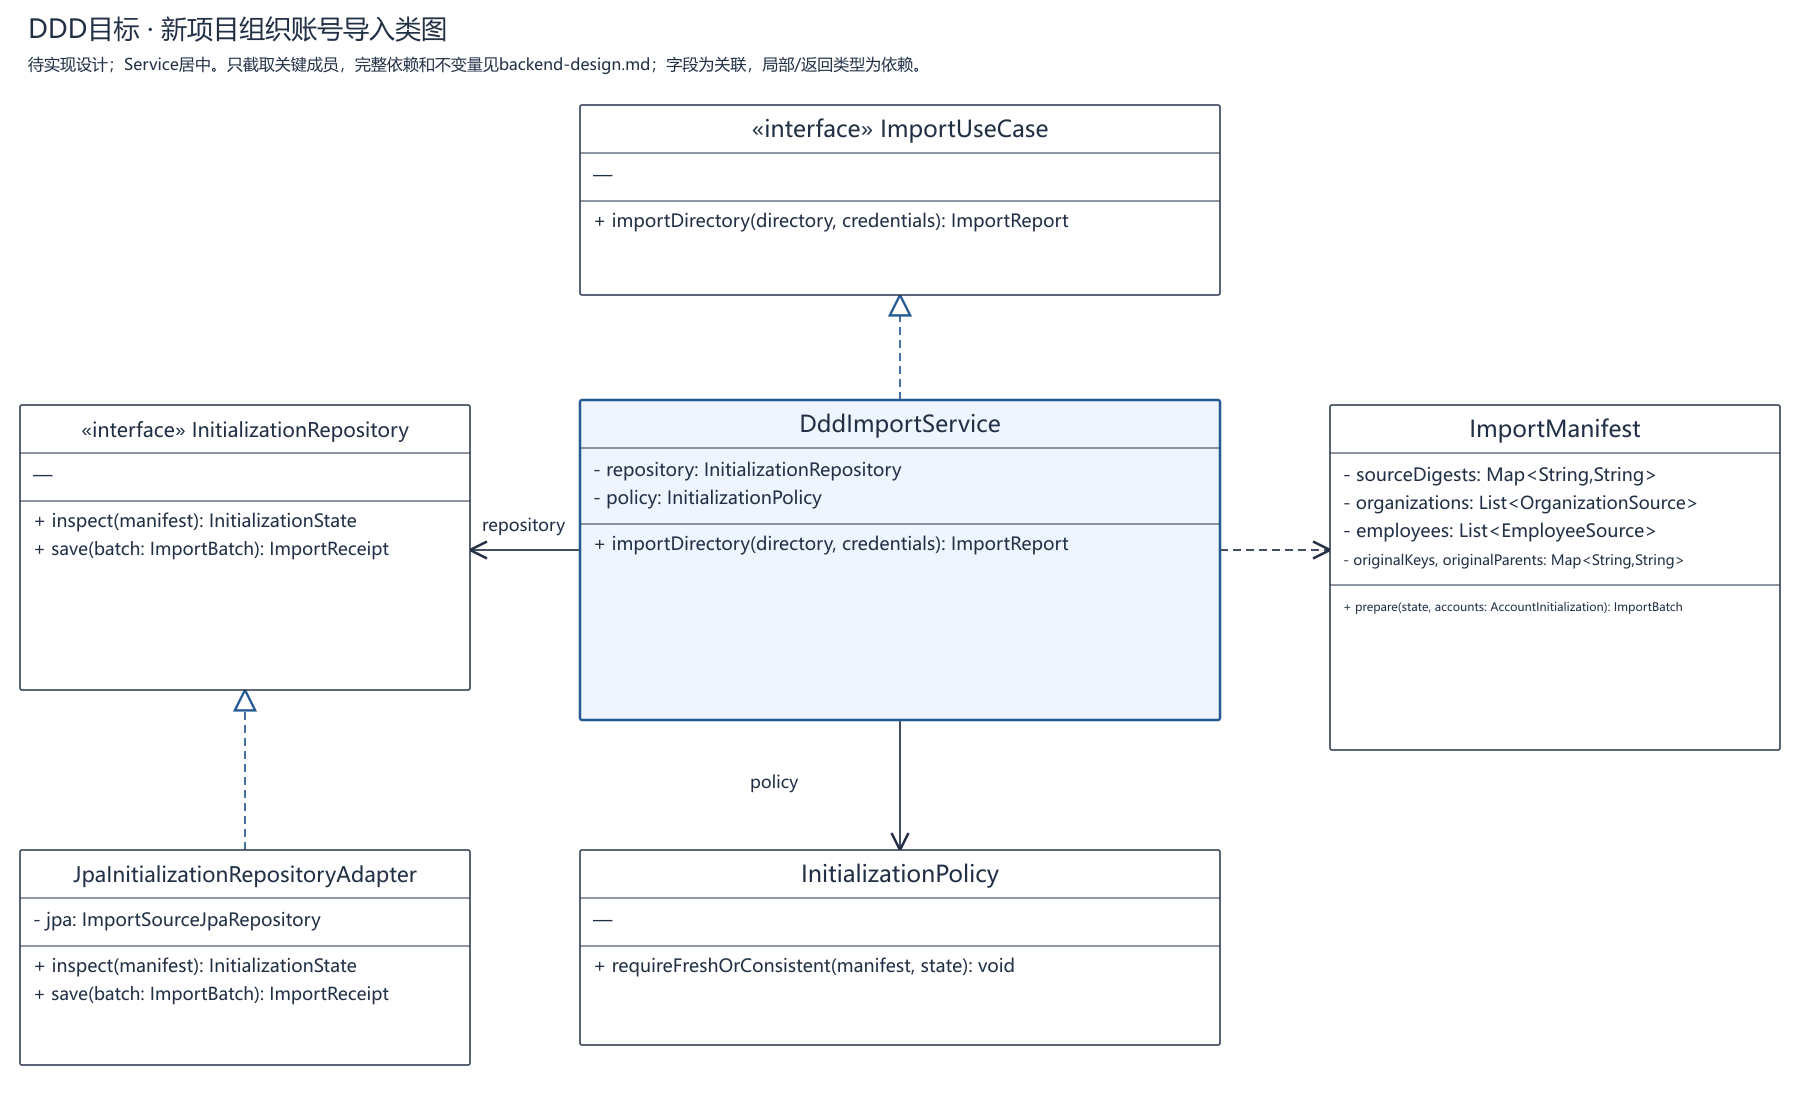 DDD目标 · 新项目组织账号导入类图
待实现设计；Service居中。只截取关键成员，完整依赖和不变量见backend-design.md；字段为关联，局部/返回类型为依赖。
«interface» ImportUseCase
—
+ importDirectory(directory, credentials): ImportReport
«interface» InitializationRepository
—
+ inspect(manifest): InitializationState
+ save(batch: ImportBatch): ImportReceipt
repository
DddImportService
- repository: InitializationRepository
- policy: InitializationPolicy
+ importDirectory(directory, credentials): ImportReport
ImportManifest
- sourceDigests: Map<String,String>
- organizations: List<OrganizationSource>
- employees: List<EmployeeSource>
- originalKeys, originalParents: Map<String,String>
+ prepare(state, accounts: AccountInitialization): ImportBatch
policy
JpaInitializationRepositoryAdapter
- jpa: ImportSourceJpaRepository
+ inspect(manifest): InitializationState
+ save(batch: ImportBatch): ImportReceipt
InitializationPolicy
—
+ requireFreshOrConsistent(manifest, state): void